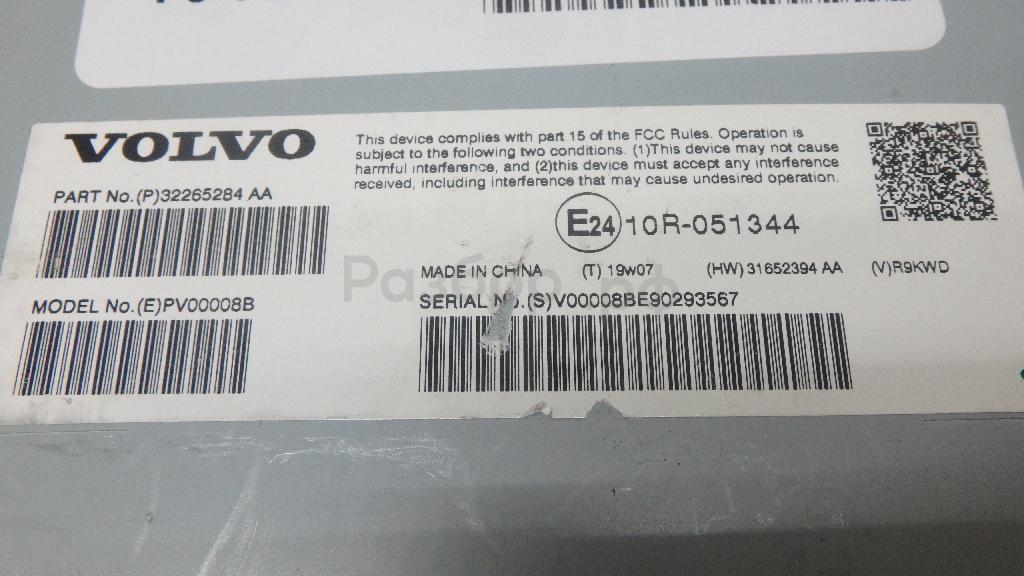 VOLVO
This device complies with part 15 of the FCC Rules. Operation is
subject to the following two conditions. (1)This device may not cause
harmful interference, and (2)this device must accept any interference
received, including interference that may cause undesired operation.
PART No.(P)32265284 AA
E24 10R-051344
MADE IN CHINA (T) 19w07 (HW) 31652394 AA (V)R9KWD
Разбор.рф
MODEL No.(E)PV00008B
SERIAL No.(S)V00008BE90293567